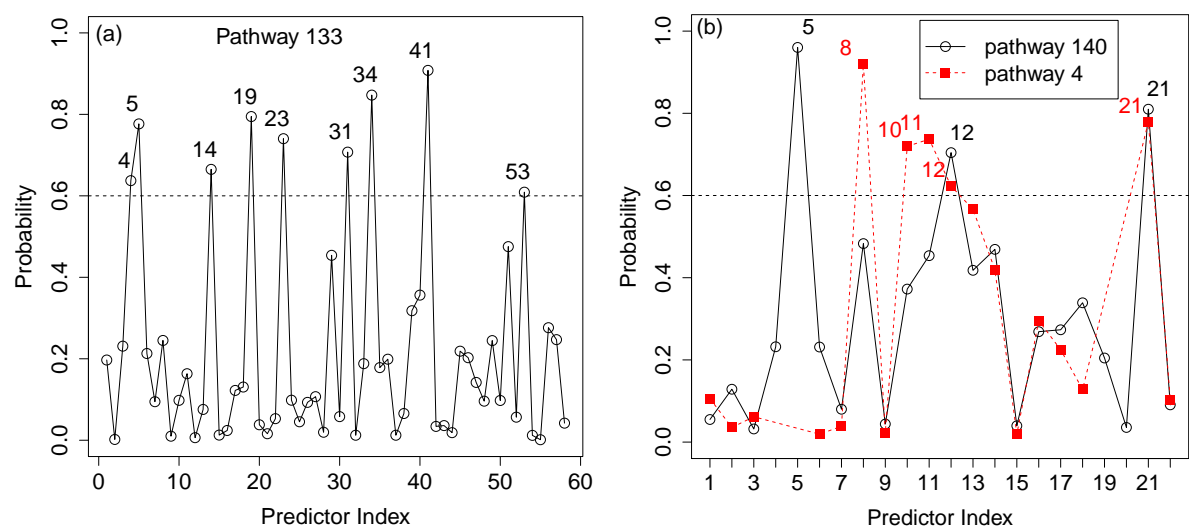 (a)
Pathway 133
4
5
14
19
23
31
34
41
53
Probability
0.0
0.2
0.4
0.6
0.8
1.0
0 10 20 30 40 50 60
Predictor Index
(b)
pathway 140
pathway 4
5
8
10
11
12
12
21
21
Probability
0.0
0.2
0.4
0.6
0.8
1.0
1 3 5 7 9 11 13 15 17 19 21
Predictor Index